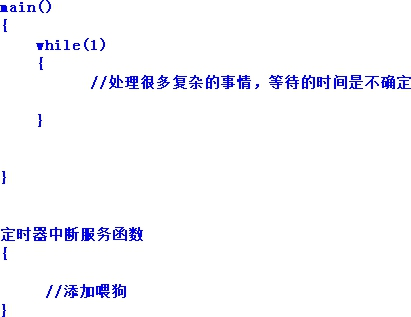 main()
{
while(1)
{
//处理很多复杂的事情，等待的时间是不确定
}
}
定时器中断服务函数
{
//添加喂狗
}